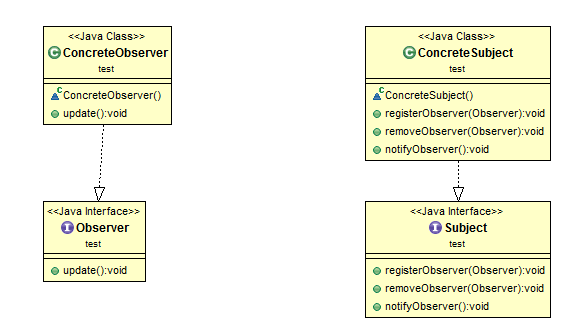 <<Java Class>>
ConcreteObserver
test
ConcreteObserver()
update():void
<<Java Interface>>
Observer
test
update():void
<<Java Class>>
ConcreteSubject
test
ConcreteSubject()
registerObserver(Observer):void
removeObserver(Observer):void
notifyObserver():void
<<Java Interface>>
Subject
test
registerObserver(Observer):void
removeObserver(Observer):void
notifyObserver():void